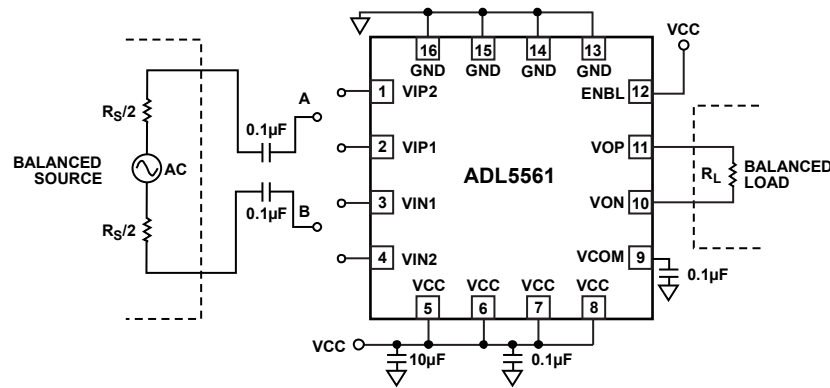 VCC
16
15
14
13
GND
GND
GND
GND
A
1
VIP2
ENBL
12
RS/2
0.1µF
BALANCED
SOURCE
AC
2
VIP1
VOP
11
ADL5561
RL
BALANCED
LOAD
0.1µF
B
3
VIN1
VON
10
RS/2
4
VIN2
VCOM
9
0.1µF
VCC
VCC
VCC
VCC
5
6
7
8
VCC
10µF
0.1µF